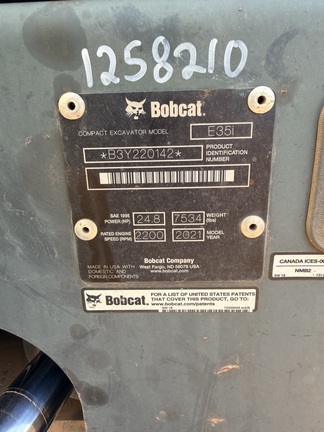 1258210
Bobcat.
COMPACT EXCAVATOR MODEL E35i
*B3Y220142* PRODUCT IDENTIFICATION NUMBER
SAE 1995 POWER (HP) 24.8 7534 WEIGHT (lbs)
RATED ENGINE SPEED (RPM) 2200 2021 MODEL YEAR
MADE IN USA WITH DOMESTIC AND FOREIGN COMPONENTS
Bobcat Company
West Fargo, ND 58078 USA
Bobcat. FOR A LIST OF UNITED STATES PATENTS
THAT COVER THIS PRODUCT, GO TO:
www.bobcat.com/patents
CANADA ICES-00
NMB2